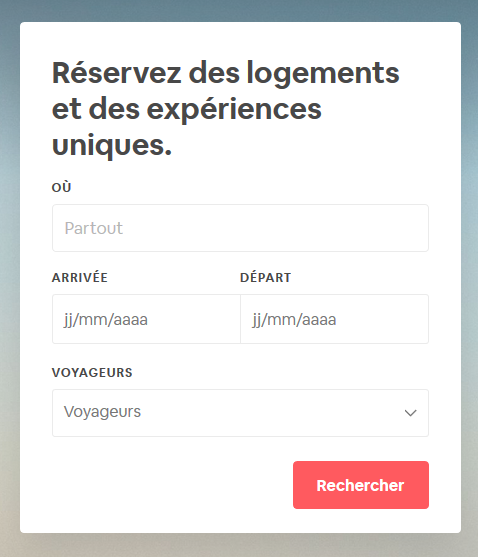 Réservez des logements
et des expériences
uniques.
OÙ
Partout
ARRIVÉE DÉPART
jj/mm/aaaa jj/mm/aaaa
VOYAGEURS
Voyageurs
Rechercher